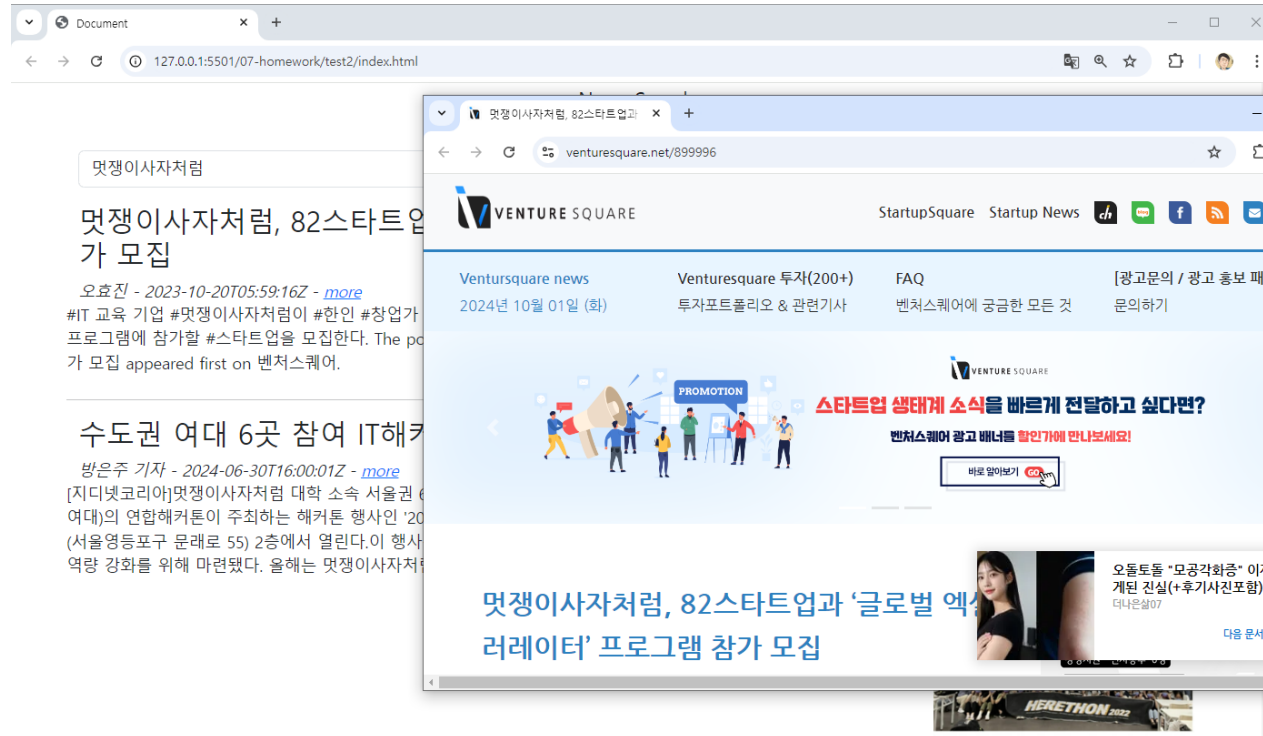 Document
127.0.0.1:5501/07-homework/test2/index.html
멋쟁이사자처럼
멋쟁이사자처럼, 82스타트업
가 모집
오효진 - 2023-10-20T05:59:16Z - more
#IT 교육 기업 #멋쟁이사자처럼이 #한인 #창업가
프로그램에 참가할 #스타트업을 모집한다. The po
가 모집 appeared first on 벤처스퀘어.
수도권 여대 6곳 참여 IT해커
방은주 기자 - 2024-06-30T16:00:01Z - more
[지디넷코리아]멋쟁이사자처럼 대학 소속 서울권 6
여대)의 연합해커톤이 주최하는 해커톤 행사인 '20
(서울영등포구 문래로 55) 2층에서 열린다.이 행사
역량 강화를 위해 마련됐다. 올해는 멋쟁이사자처럼
멋쟁이사자처럼, 82스타트업과
venturesquare.net/899996
VENTURE SQUARE
StartupSquare Startup News
Ventursquare news
2024년 10월 01일 (화)
Venturesquare 투자(200+)
투자포트폴리오 & 관련기사
FAQ
벤처스퀘어에 궁금한 모든 것
[광고문의 / 광고 홍보 패
문의하기
PROMOTION
VENTURE SQUARE
스타트업 생태계 소식을 빠르게 전달하고 싶다면?
벤처스퀘어 광고 배너를 할인가에 만나보세요!
바로 알아보기 GO
멋쟁이사자처럼, 82스타트업과 ‘글로벌 엑
러레이터’ 프로그램 참가 모집
오돌토돌 "모공각화증" 이
게된 진실(+후기사진포함)
더나은삶07
다음 문서
HERETHON 2022